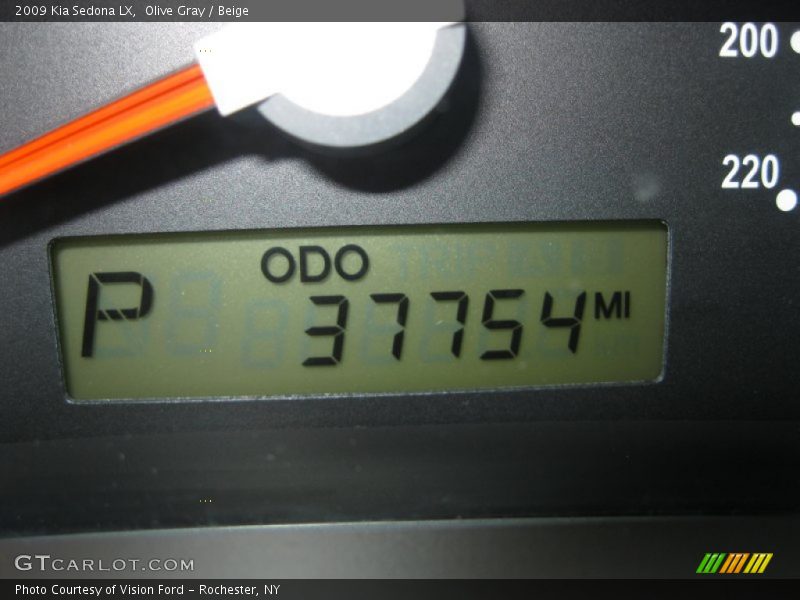 2009 Kia Sedona LX,  Olive Gray / Beige
200
220
ODO
P 37754 MI
GTCARLOT.COM
Photo Courtesy of Vision Ford – Rochester, NY